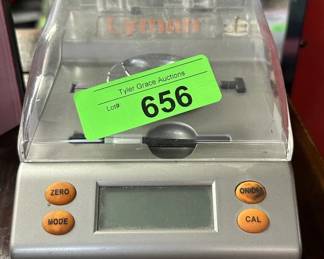 Lyman
Tyler Grace Auctions
Lot#: 656
ZERO
ON/OFF
MODE
CAL